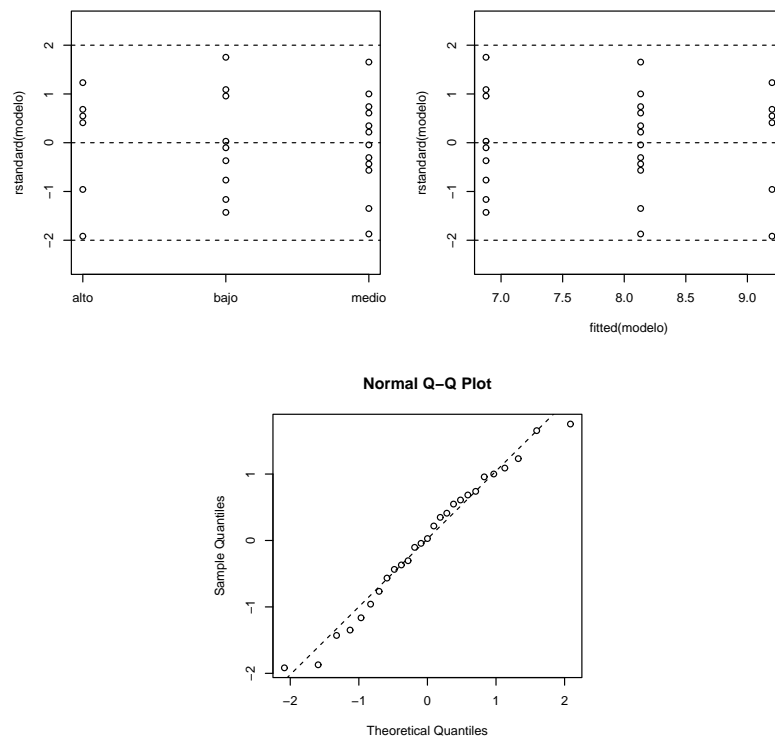 rstandard(modelo)
2
1
0
−1
−2
alto
bajo
medio
rstandard(modelo)
2
1
0
−1
−2
7.0
7.5
8.0
8.5
9.0
fitted(modelo)
Normal Q−Q Plot
Sample Quantiles
1
0
−1
−2
−2
−1
0
1
2
Theoretical Quantiles